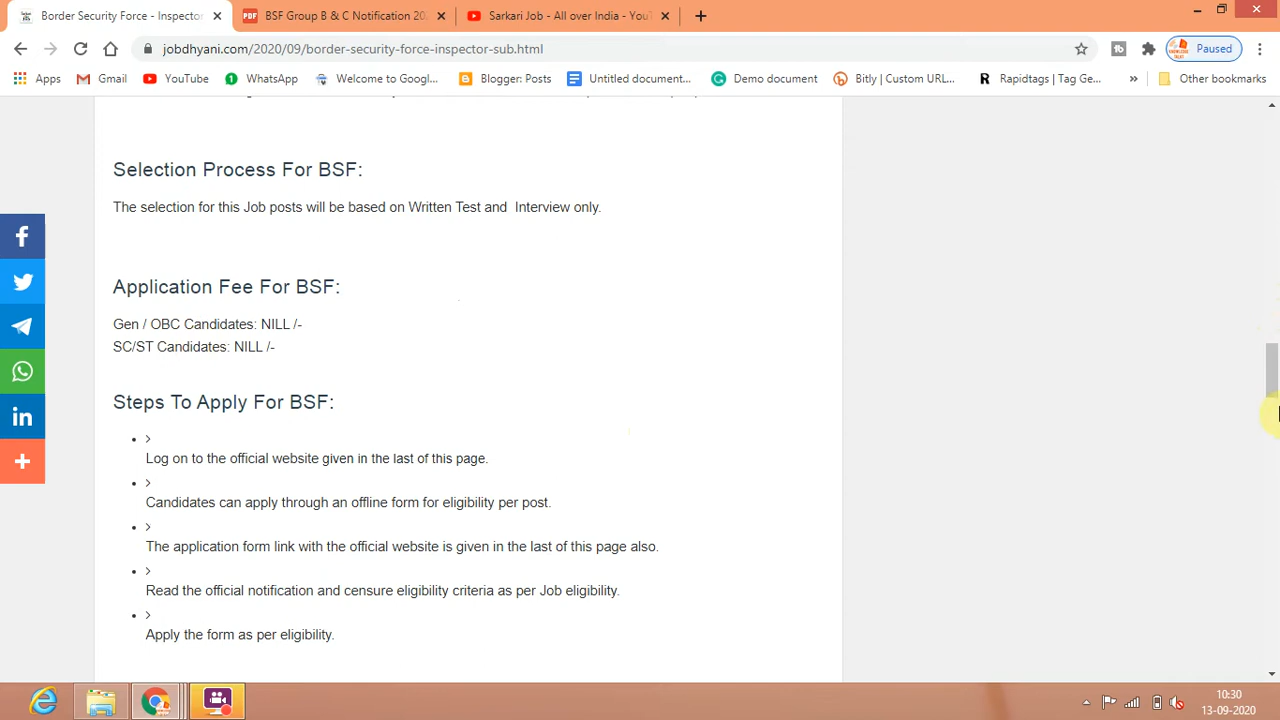 Border Security Force - Inspector
BSF Group B & C Notification 20
Sarkari Job - All over India - You
jobdhyani.com/2020/09/border-security-force-inspector-sub.html
Paused
Apps
Gmail
YouTube
WhatsApp
Welcome to Googl...
Blogger: Posts
Untitled document...
Demo document
Bitly | Custom URL...
Rapidtags | Tag Ge...
Other bookmarks
Selection Process For BSF:
The selection for this Job posts will be based on Written Test and Interview only.
Application Fee For BSF:
Gen / OBC Candidates: NILL /-
SC/ST Candidates: NILL /-
Steps To Apply For BSF:
Log on to the official website given in the last of this page.
Candidates can apply through an offline form for eligibility per post.
The application form link with the official website is given in the last of this page also.
Read the official notification and censure eligibility criteria as per Job eligibility.
Apply the form as per eligibility.
10:30
13-09-2020